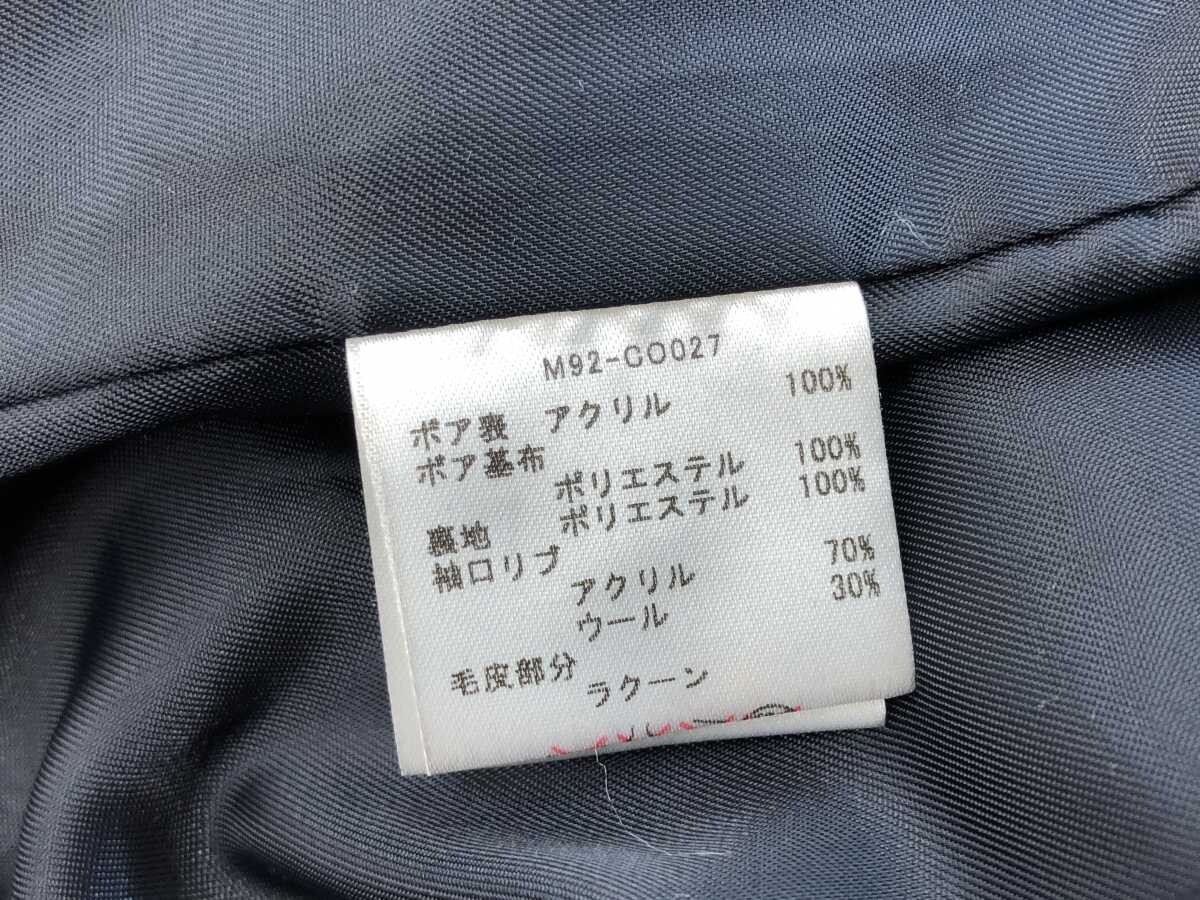 M92-CO027
ボア表 アクリル 100%
ボア基布
ポリエステル 100%
裏地 ポリエステル 100%
袖口リブ
アクリル 70%
ウール 30%
毛皮部分
ラクーン